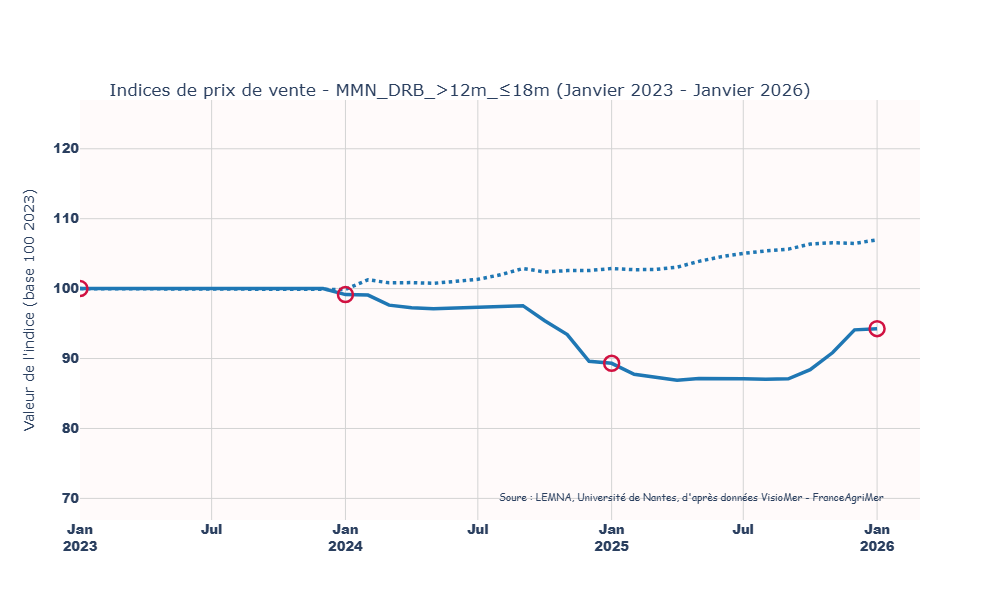 Indices de prix de vente - MMN_DRB_>12m_≤18m (Janvier 2023 - Janvier 2026)
Valeur de l'indice (base 100 2023)
120
110
100
90
80
70
Soure : LEMNA, Université de Nantes, d'après données VisioMer - FranceAgriMer
Jan Jul Jan Jul Jan Jul Jan
2023 2024 2025 2026